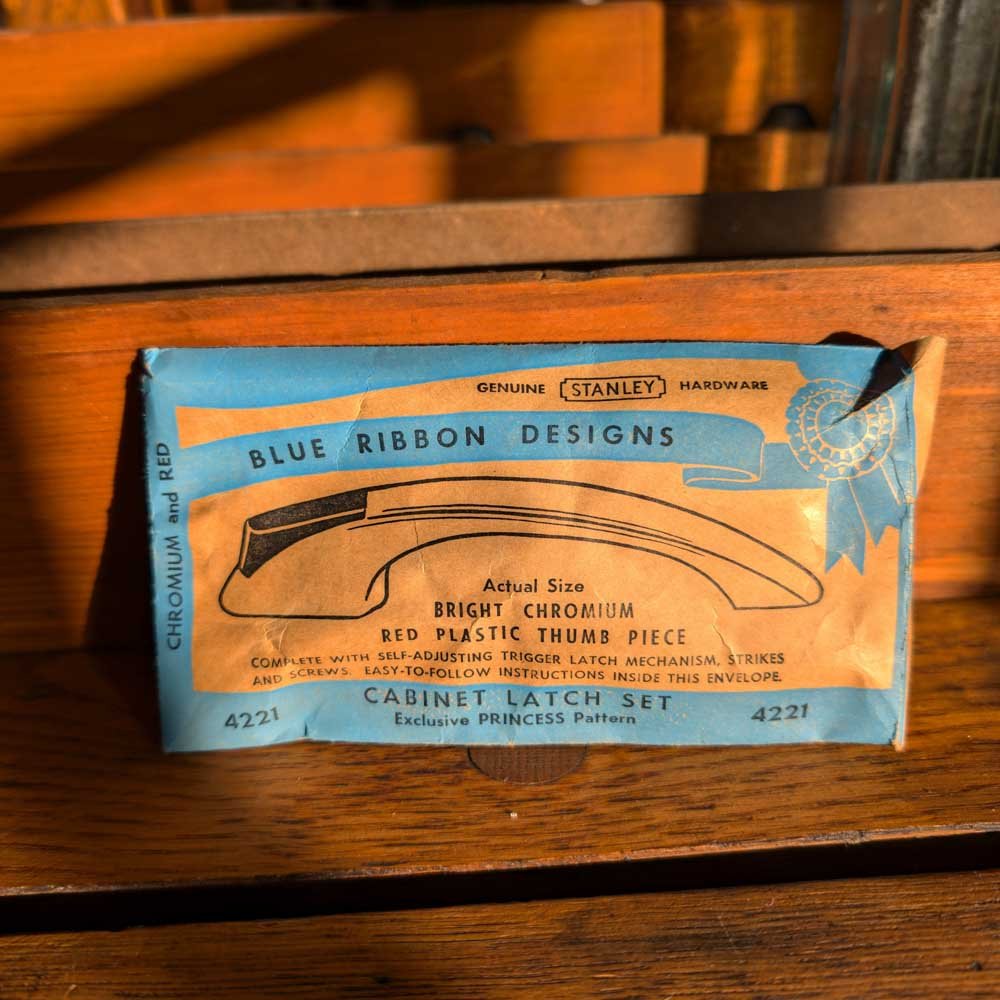 GENUINE STANLEY HARDWARE
BLUE RIBBON DESIGNS
CHROMIUM and RED
Actual Size
BRIGHT CHROMIUM
RED PLASTIC THUMB PIECE
COMPLETE WITH SELF-ADJUSTING TRIGGER LATCH MECHANISM, STRIKES
AND SCREWS. EASY-TO-FOLLOW INSTRUCTIONS INSIDE THIS ENVELOPE.
CABINET LATCH SET
4221 Exclusive PRINCESS Pattern 4221